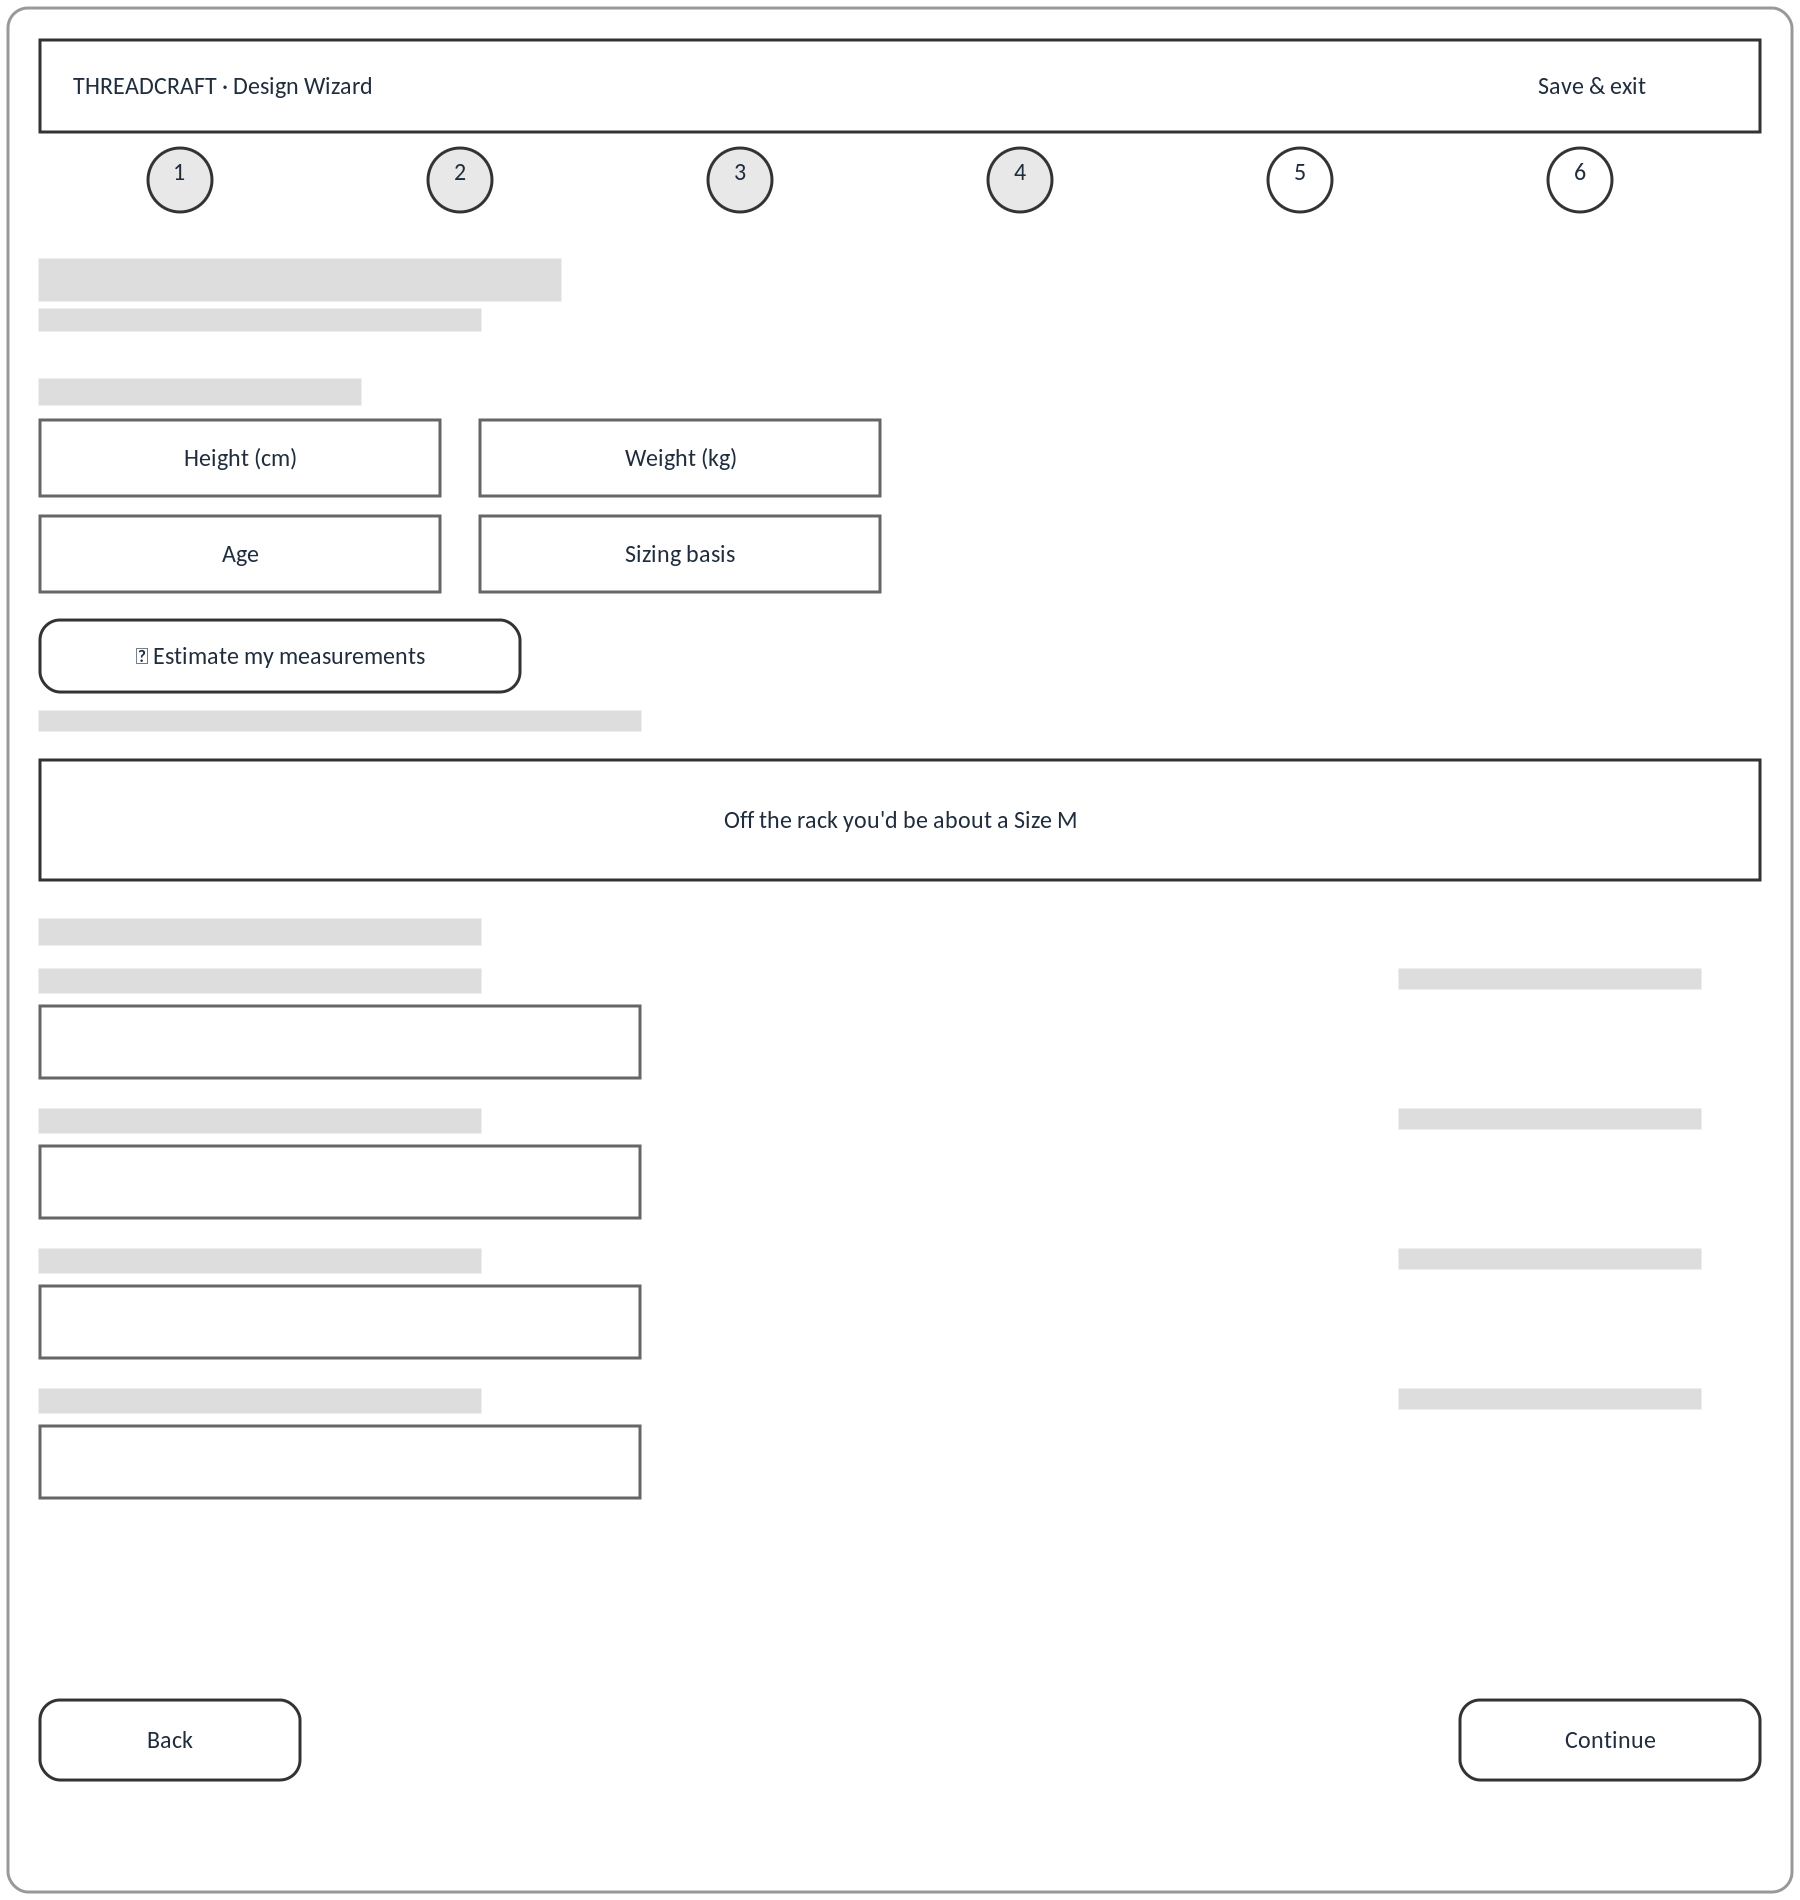 THREADCRAFT · Design Wizard
Save & exit
1
2
3
4
5
6
Height (cm)
Weight (kg)
Age
Sizing basis
Estimate my measurements
Off the rack you'd be about a Size M
Back
Continue